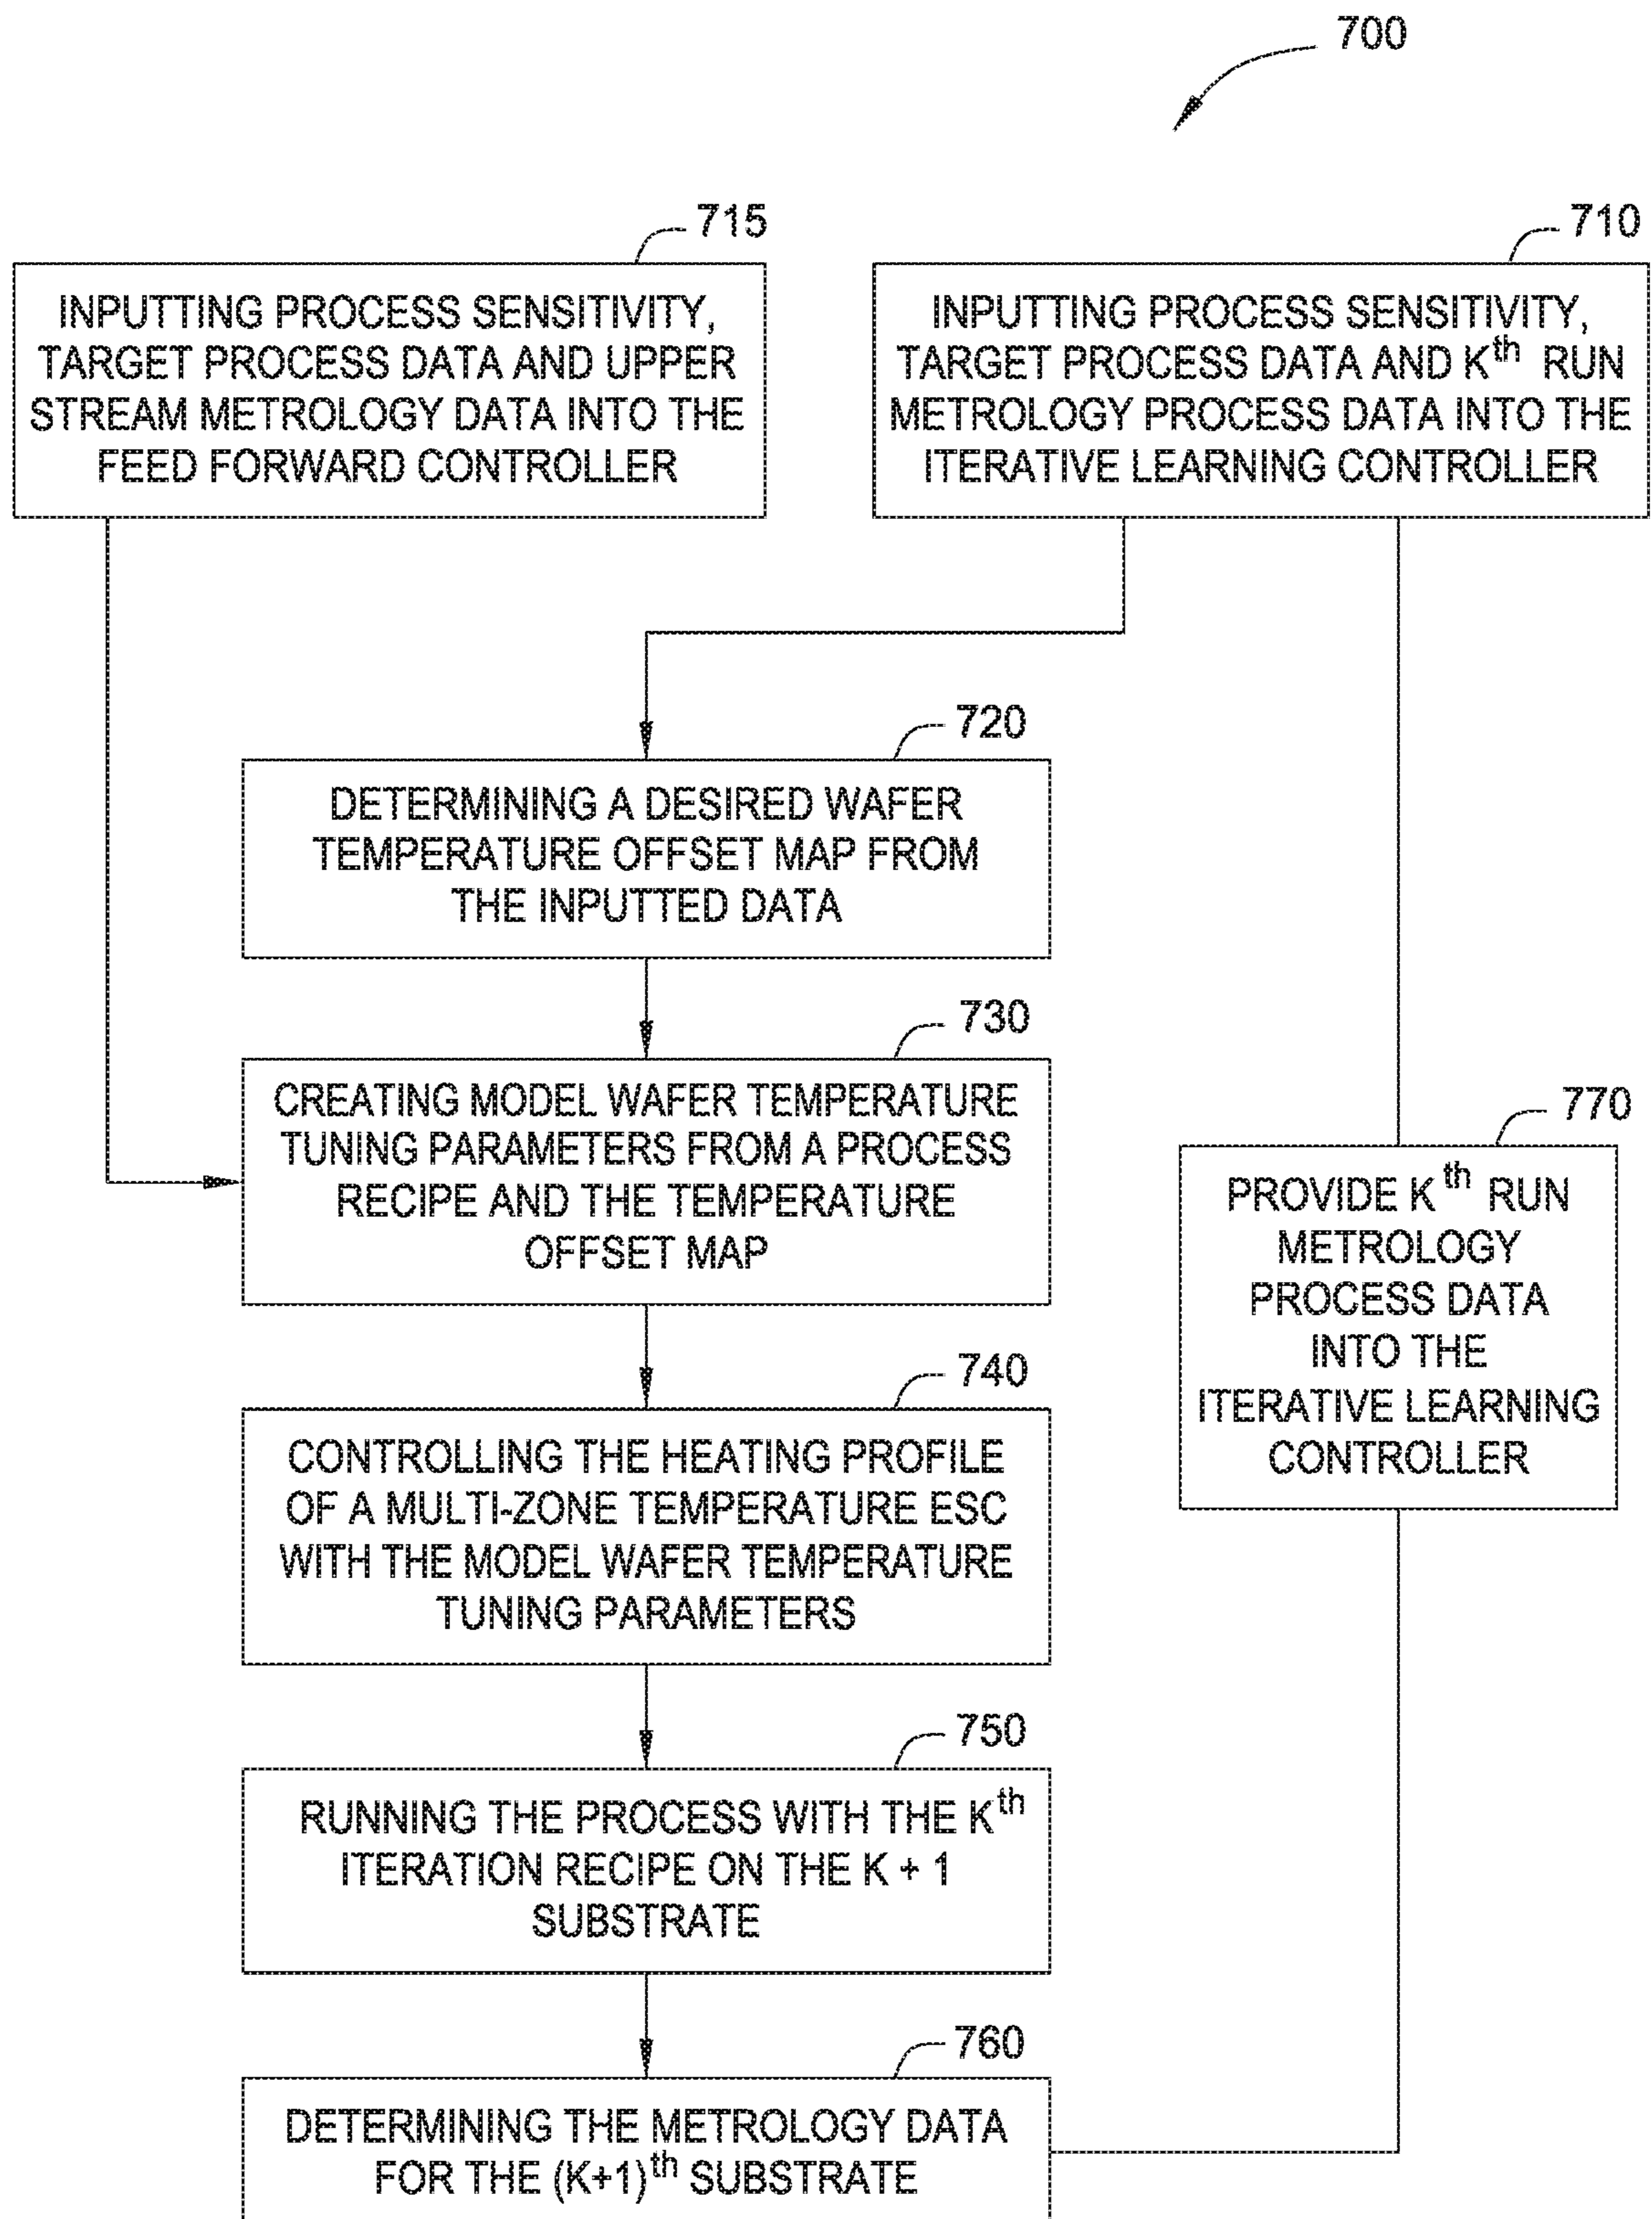 700
715
INPUTTING PROCESS SENSITIVITY,
TARGET PROCESS DATA AND UPPER
STREAM METROLOGY DATA INTO THE
FEED FORWARD CONTROLLER
710
INPUTTING PROCESS SENSITIVITY,
TARGET PROCESS DATA AND Kth RUN
METROLOGY PROCESS DATA INTO THE
ITERATIVE LEARNING CONTROLLER
720
DETERMINING A DESIRED WAFER
TEMPERATURE OFFSET MAP FROM
THE INPUTTED DATA
730
CREATING MODEL WAFER TEMPERATURE
TUNING PARAMETERS FROM A PROCESS
RECIPE AND THE TEMPERATURE
OFFSET MAP
770
PROVIDE Kth RUN
METROLOGY
PROCESS DATA
INTO THE
ITERATIVE LEARNING
CONTROLLER
740
CONTROLLING THE HEATING PROFILE
OF A MULTI-ZONE TEMPERATURE ESC
WITH THE MODEL WAFER TEMPERATURE
TUNING PARAMETERS
750
RUNNING THE PROCESS WITH THE Kth
ITERATION RECIPE ON THE K + 1
SUBSTRATE
760
DETERMINING THE METROLOGY DATA
FOR THE (K+1)th SUBSTRATE